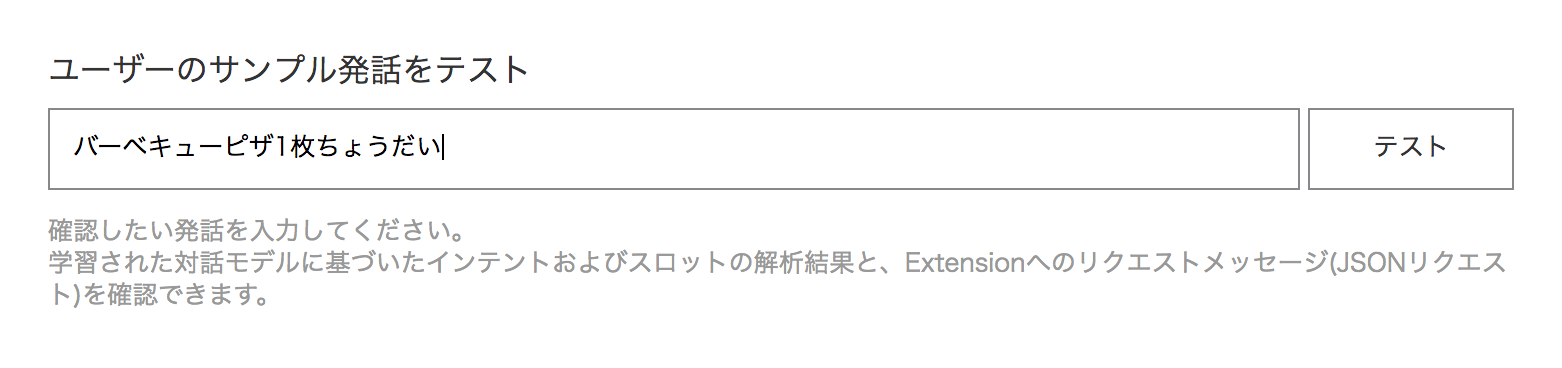 ユーザーのサンプル発話をテスト
バーベキューピザ1枚ちょうだい
テスト
確認したい発話を入力してください。
学習された対話モデルに基づいたインテントおよびスロットの解析結果と、Extensionへのリクエストメッセージ(JSONリクエス
ト)を確認できます。